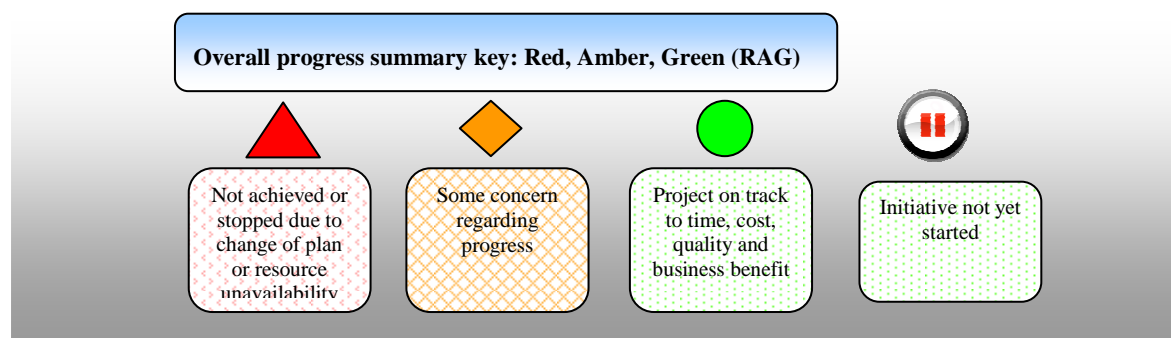 Overall progress summary key: Red, Amber, Green (RAG)
Not achieved or
stopped due to
change of plan
or resource
unavailability
Some concern
regarding
progress
Project on track
to time, cost,
quality and
business benefit
Initiative not yet
started